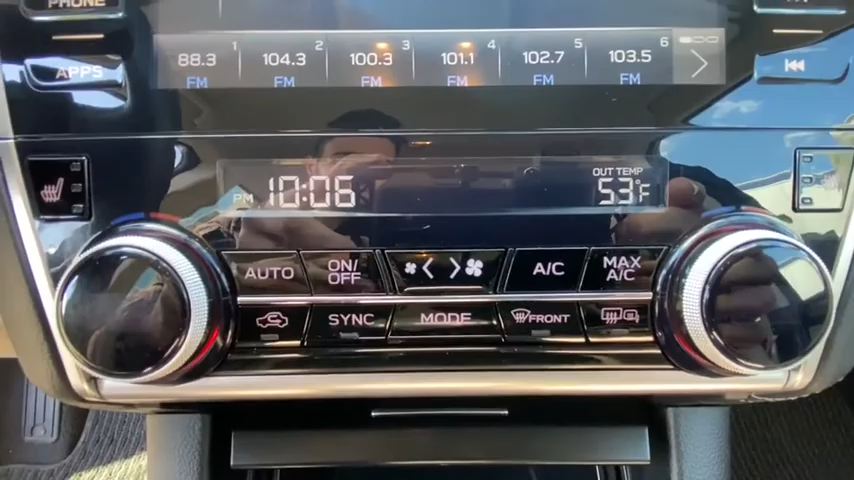 PHONE
88.3 1 104.3 2 100.3 3 101.1 4 102.7 5 103.5 6
FM FM FM FM FM FM
APPS
OUT TEMP
PM 10:06 53°F
AUTO ON/OFF A/C MAX A/C
SYNC MODE FRONT